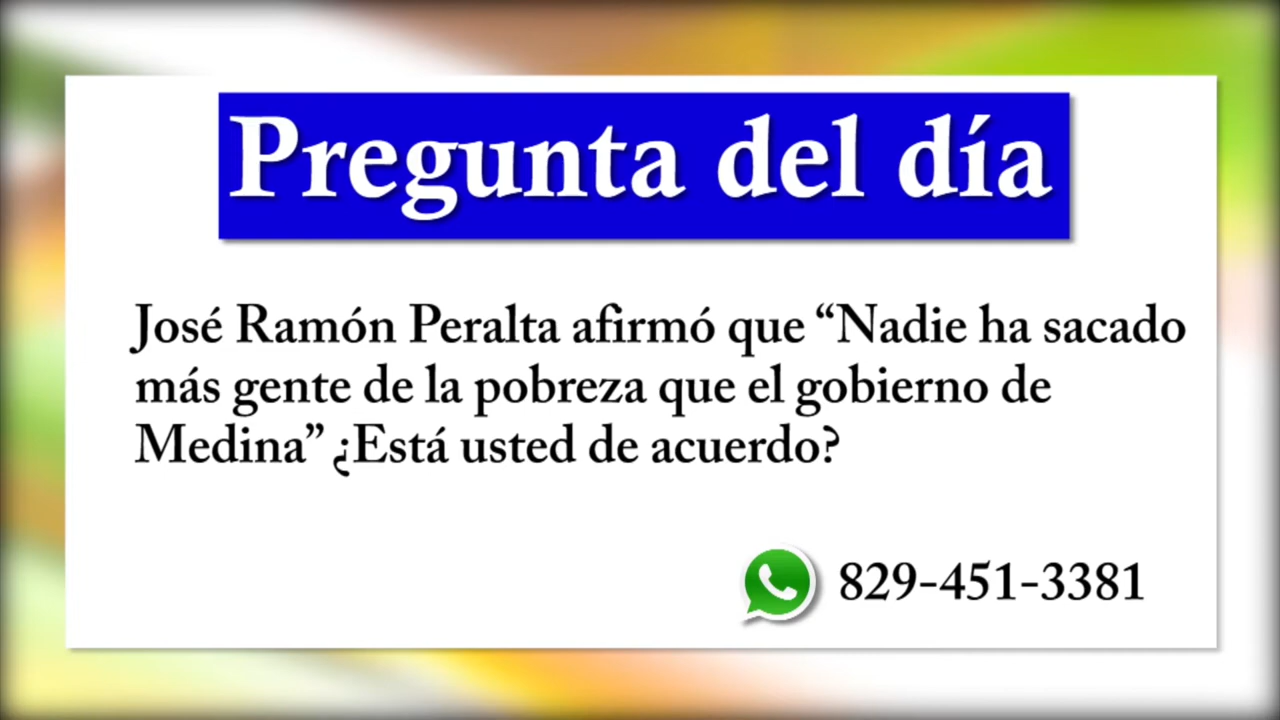 Pregunta del día
José Ramón Peralta afirmó que “Nadie ha sacado
más gente de la pobreza que el gobierno de
Medina” ¿Está usted de acuerdo?
829-451-3381